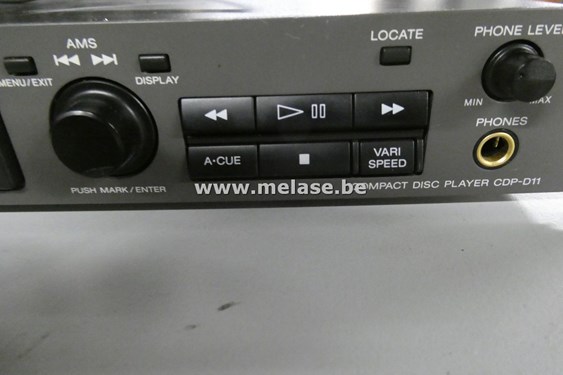 AMS
MENU/EXIT
DISPLAY
LOCATE
PHONE LEVEL
MIN
MAX
PHONES
A·CUE
VARI
SPEED
PUSH MARK/ENTER
COMPACT DISC PLAYER CDP-D11
www.melase.be